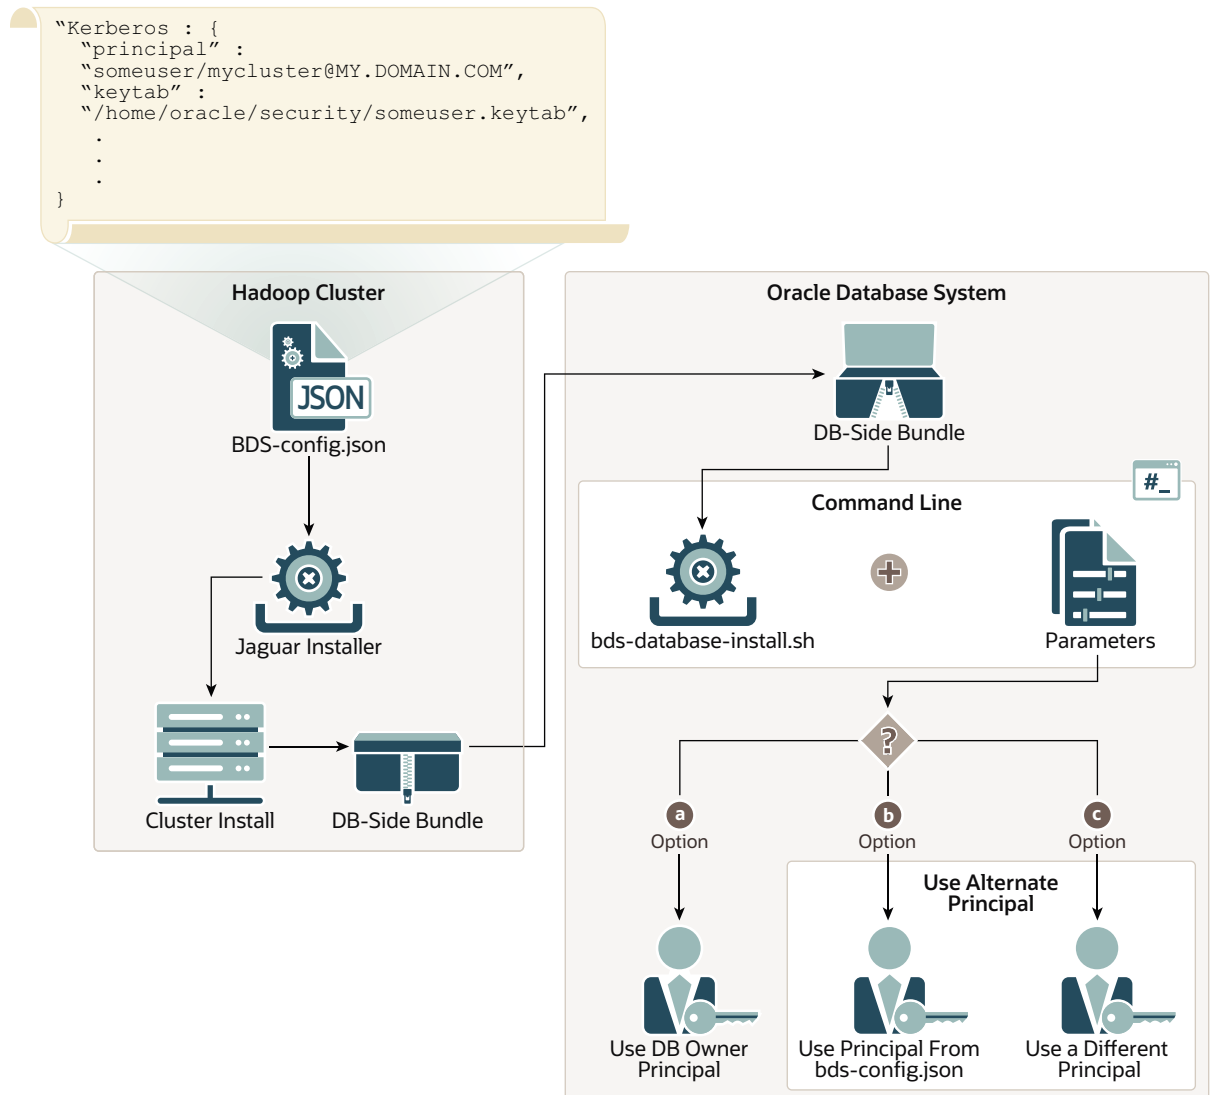 “Kerberos : {
“principal” :
“someuser/mycluster@MY.DOMAIN.COM”,
“keytab” :
“/home/oracle/security/someuser.keytab”,
.
.
.
}
Hadoop Cluster
JSON
BDS-config.json
Jaguar Installer
Cluster Install
DB-Side Bundle
Oracle Database System
DB-Side Bundle
#_
Command Line
bds-database-install.sh
Parameters
?
a
Option
b
Option
c
Option
Use Alternate
Principal
Use DB Owner
Principal
Use Principal From
bds-config.json
Use a Different
Principal